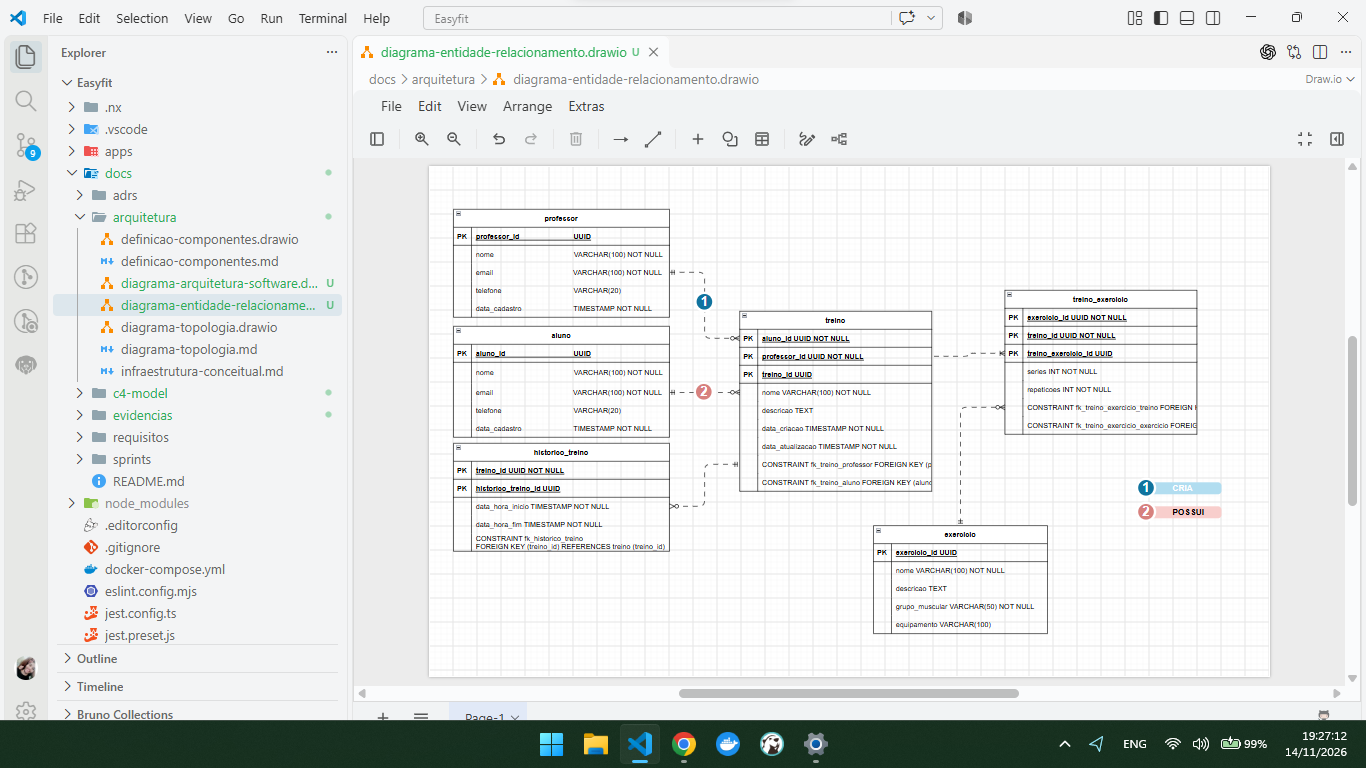 File Edit Selection View Go Run Terminal Help
Easyfit
Explorer
Easyfit
.nx
.vscode
apps
docs
adrs
arquitetura
definicao-componentes.drawio
definicao-componentes.md
diagrama-arquitetura-software.d... U
diagrama-entidade-relacioname... U
diagrama-topologia.drawio
diagrama-topologia.md
infraestrutura-conceitual.md
c4-model
evidencias
requisitos
sprints
README.md
node_modules
.editorconfig
.gitignore
docker-compose.yml
eslint.config.mjs
jest.config.ts
jest.preset.js
Outline
Timeline
Bruno Collections
9
diagrama-entidade-relacionamento.drawio U
docs > arquitetura > diagrama-entidade-relacionamento.drawio
Draw.io
File Edit View Arrange Extras
professor
PK professor_id UUID
nome VARCHAR(100) NOT NULL
email VARCHAR(100) NOT NULL
telefone VARCHAR(20)
data_cadastro TIMESTAMP NOT NULL
aluno
PK aluno_id UUID
nome VARCHAR(100) NOT NULL
email VARCHAR(100) NOT NULL
telefone VARCHAR(20)
data_cadastro TIMESTAMP NOT NULL
historico_treino
PK treino_id UUID NOT NULL
PK historico_treino_id UUID
data_hora_inicio TIMESTAMP NOT NULL
data_hora_fim TIMESTAMP NOT NULL
CONSTRAINT fk_historico_treino
FOREIGN KEY (treino_id) REFERENCES treino (treino_id)
1
2
treino
PK aluno_id UUID NOT NULL
PK professor_id UUID NOT NULL
PK treino_id UUID
nome VARCHAR(100) NOT NULL
descricao TEXT
data_criacao TIMESTAMP NOT NULL
data_atualizacao TIMESTAMP NOT NULL
CONSTRAINT fk_treino_professor FOREIGN KEY (p
CONSTRAINT fk_treino_aluno FOREIGN KEY (aluno
treino_exercicio
PK exercicio_id UUID NOT NULL
PK treino_id UUID NOT NULL
PK treino_exercicio_id UUID
series INT NOT NULL
repeticoes INT NOT NULL
CONSTRAINT fk_treino_exercicio_treino FOREIGN
CONSTRAINT fk_treino_exercicio_exercicio FOREIG
1 CRIA
2 POSSUI
exercicio
PK exercicio_id UUID
nome VARCHAR(100) NOT NULL
descricao TEXT
grupo_muscular VARCHAR(50) NOT NULL
equipamento VARCHAR(100)
Page-1
ENG
99%
19:27:12
14/11/2026